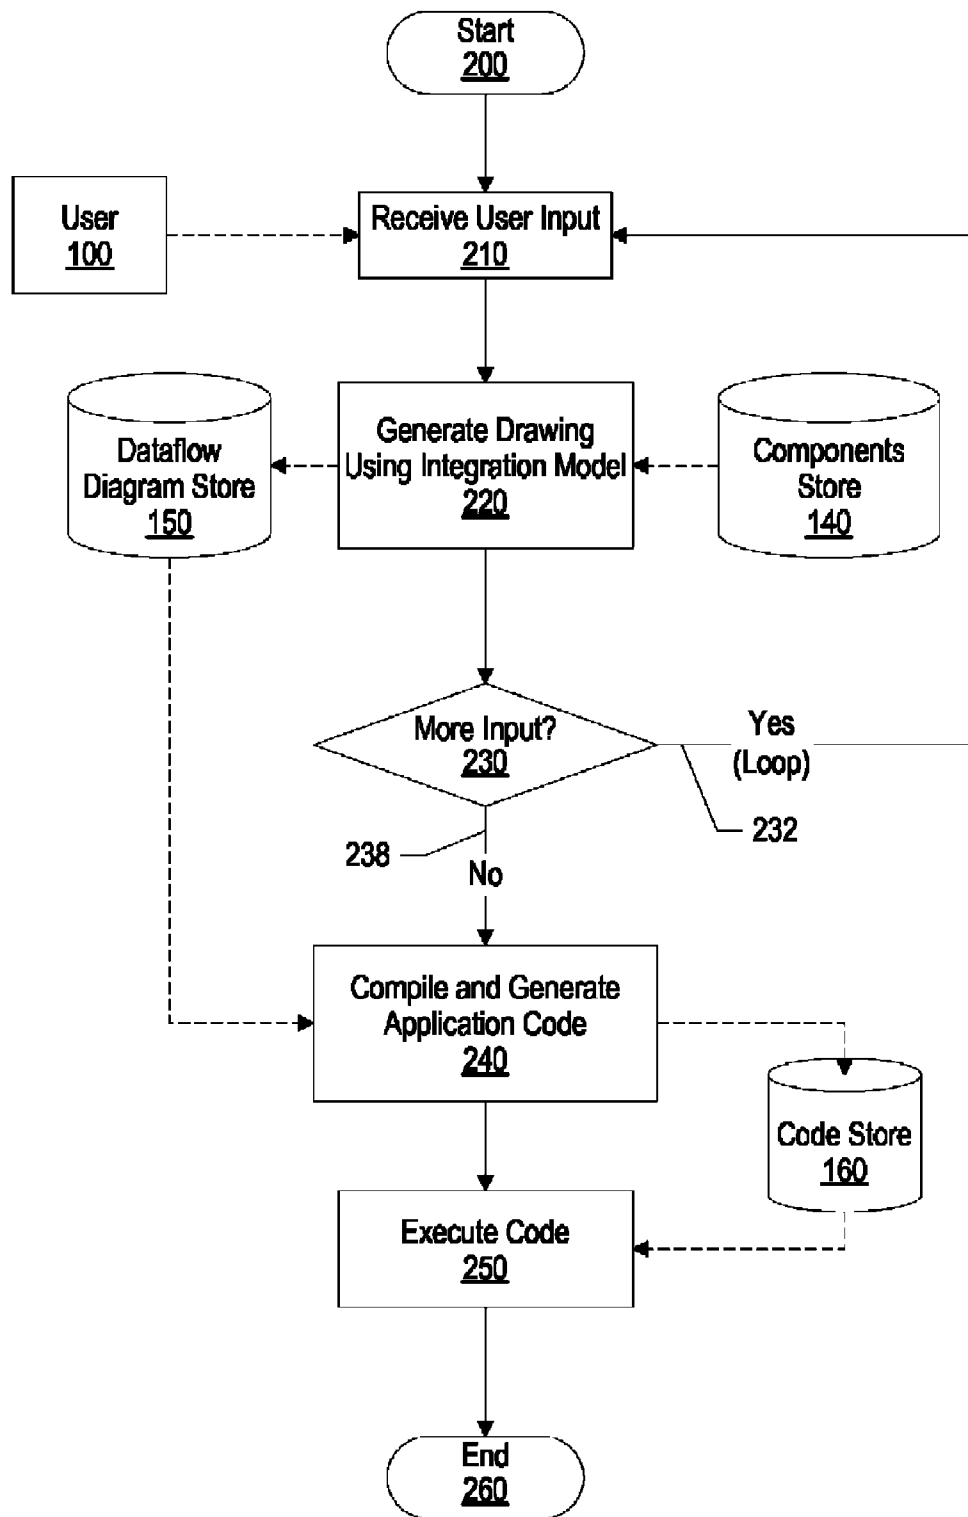 Start
200
User
100
Receive User Input
210
Dataflow
Diagram Store
150
Generate Drawing
Using Integration Model
220
Components
Store
140
More Input?
230
Yes
(Loop)
232
238
No
Compile and Generate
Application Code
240
Code Store
160
Execute Code
250
End
260